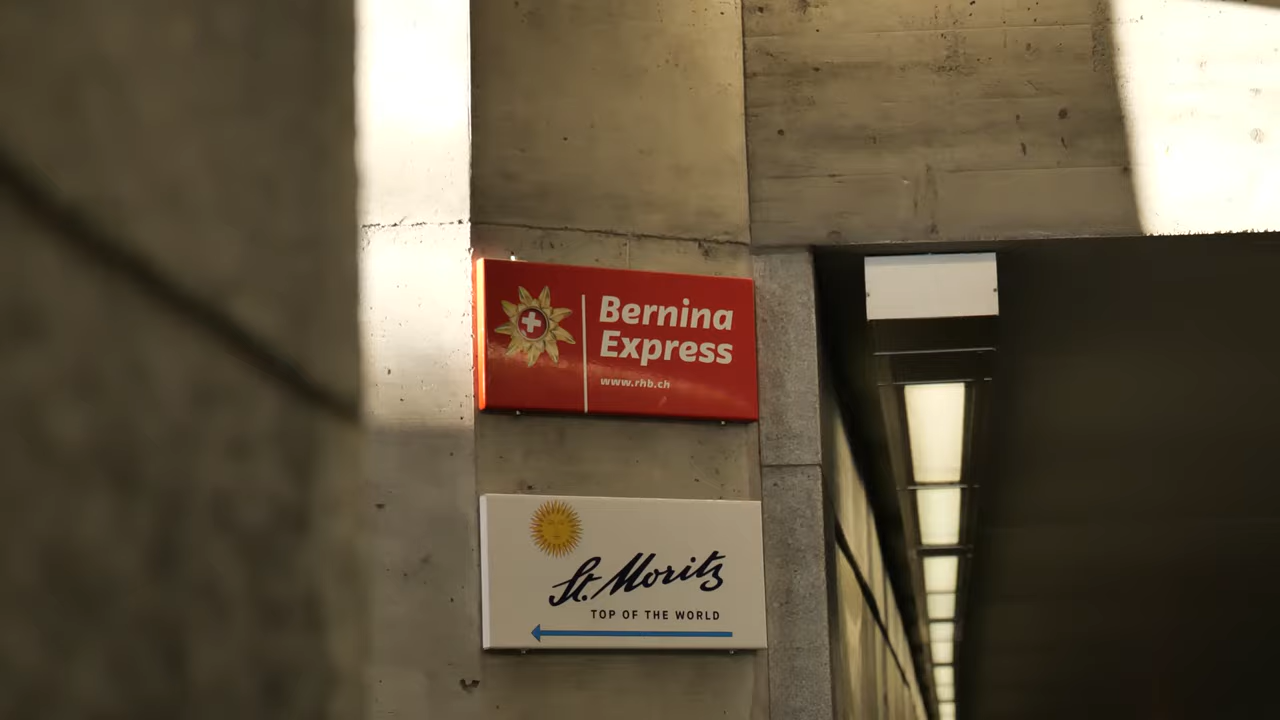 Bernina
Express
www.rhb.ch
St. Moritz
TOP OF THE WORLD